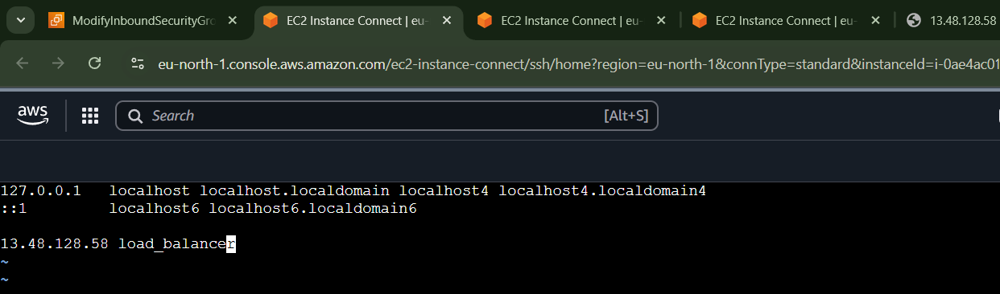 ModifyInboundSecurityGro
EC2 Instance Connect | eu-
EC2 Instance Connect | eu-
EC2 Instance Connect | eu-
13.48.128.58
eu-north-1.console.aws.amazon.com/ec2-instance-connect/ssh/home?region=eu-north-1&connType=standard&instanceId=i-0ae4ac01
aws
Search
[Alt+S]
127.0.0.1   localhost localhost.localdomain localhost4 localhost4.localdomain4
::1         localhost6 localhost6.localdomain6
13.48.128.58 load_balancer
~
~